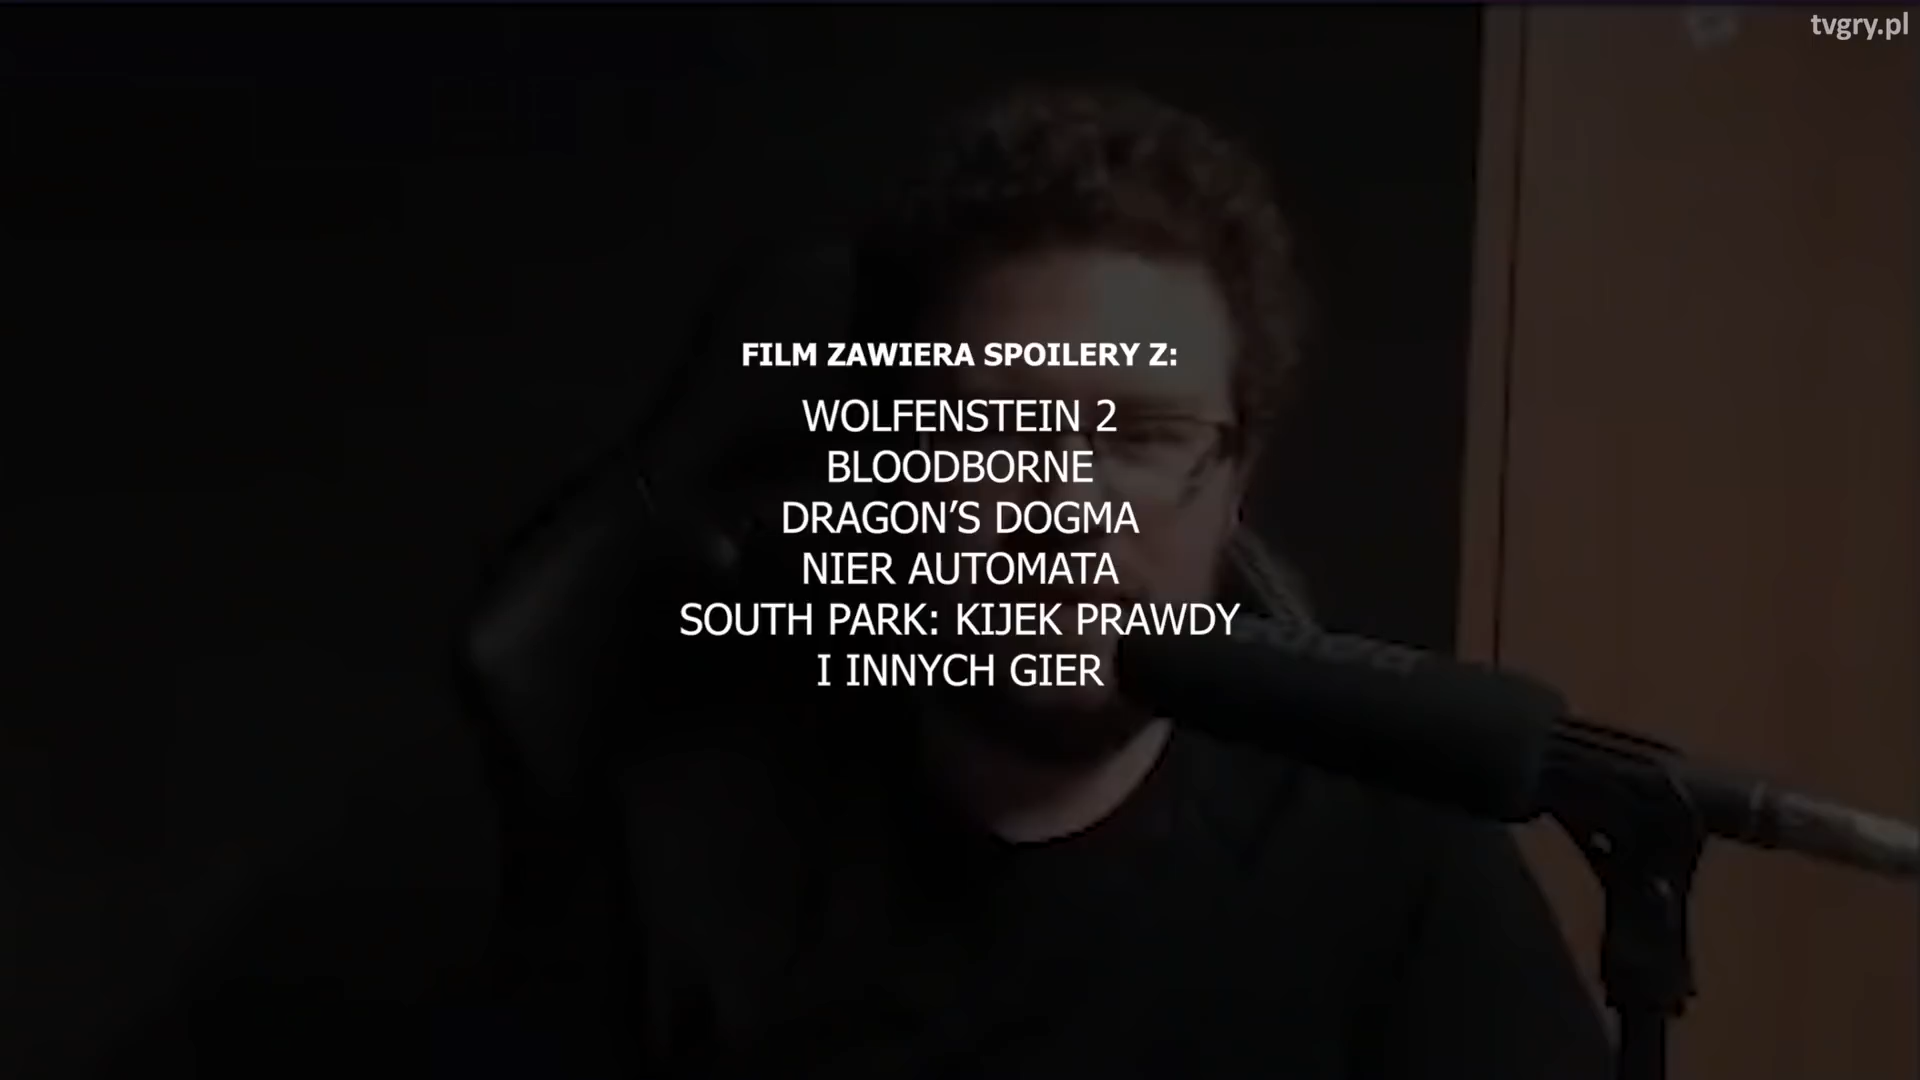 tvgry.pl
FILM ZAWIERA SPOILERY Z:
WOLFENSTEIN 2
BLOODBORNE
DRAGON'S DOGMA
NIER AUTOMATA
SOUTH PARK: KIJEK PRAWDY
I INNYCH GIER